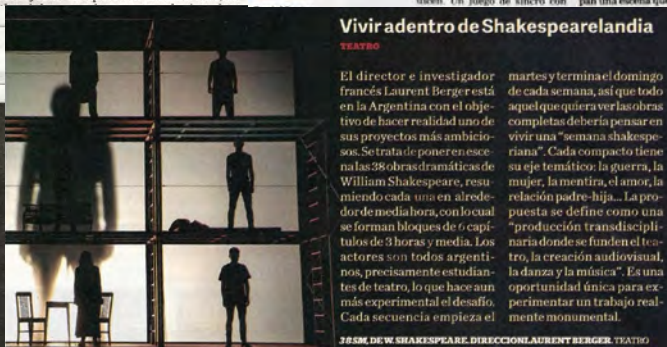 Vivir adentro de Shakespearelandia
TEATRO
El director e investigador
francés Laurent Berger está
en la Argentina con el obje-
tivo de hacer realidad uno de
sus proyectos más ambicio-
sos. Se trata de poner en esce-
na las 38 obras dramáticas de
William Shakespeare, resu-
miendo cada una en alrede-
dor de media hora, con lo cual
se forman bloques de 6 capí-
tulos de 3 horas y media. Los
actores son todos argenti-
nos, precisamente estudian-
tes de teatro, lo que hace aun
más experimental el desafío.
Cada secuencia empieza el
martes y termina el domingo
de cada semana, así que todo
aquel que quiera ver las obras
completas debería pensar en
vivir una "semana shakespe-
riana". Cada compacto tiene
su eje temático: la guerra, la
mujer, la mentira, el amor, la
relación padre-hija... La pro-
puesta se define como una
"producción transdiscipli-
naria donde se funden el tea-
tro, la creación audiovisual,
la danza y la música". Es una
oportunidad única para ex-
perimentar un trabajo real-
mente monumental.
38SM, DE W. SHAKESPEARE. DIRECCION LAURENT BERGER. TEATRO